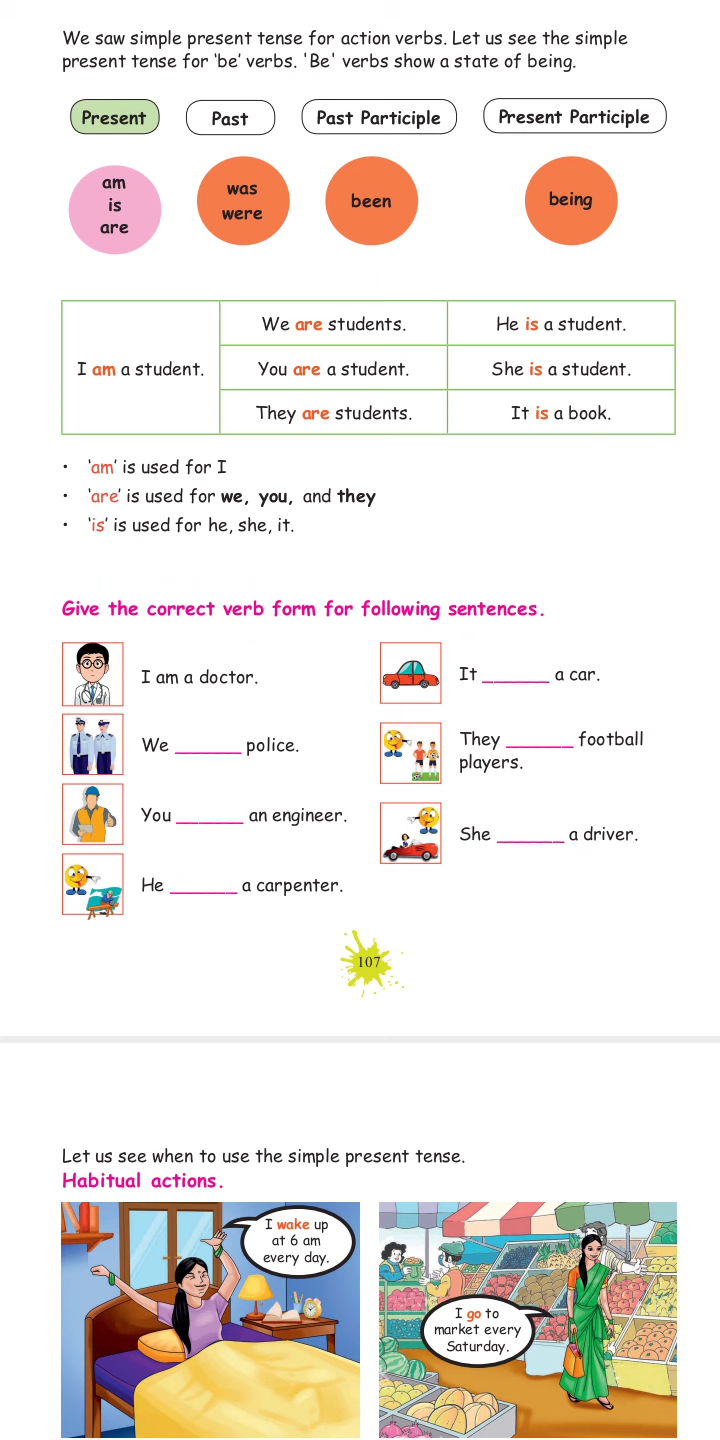 We saw simple present tense for action verbs. Let us see the simple
present tense for ‘be’ verbs. 'Be' verbs show a state of being.
Present
Past
Past Participle
Present Participle
am
is
are
was
were
been
being
I am a student.
We are students.
He is a student.
You are a student.
She is a student.
They are students.
It is a book.
• ‘am’ is used for I
• ‘are’ is used for we, you, and they
• ‘is’ is used for he, she, it.
Give the correct verb form for following sentences.
I am a doctor.
We _______ police.
You _______ an engineer.
He _______ a carpenter.
It _______ a car.
They _______ football
players.
She _______ a driver.
107
Let us see when to use the simple present tense.
Habitual actions.
I wake up
at 6 am
every day.
I go to
market every
Saturday.